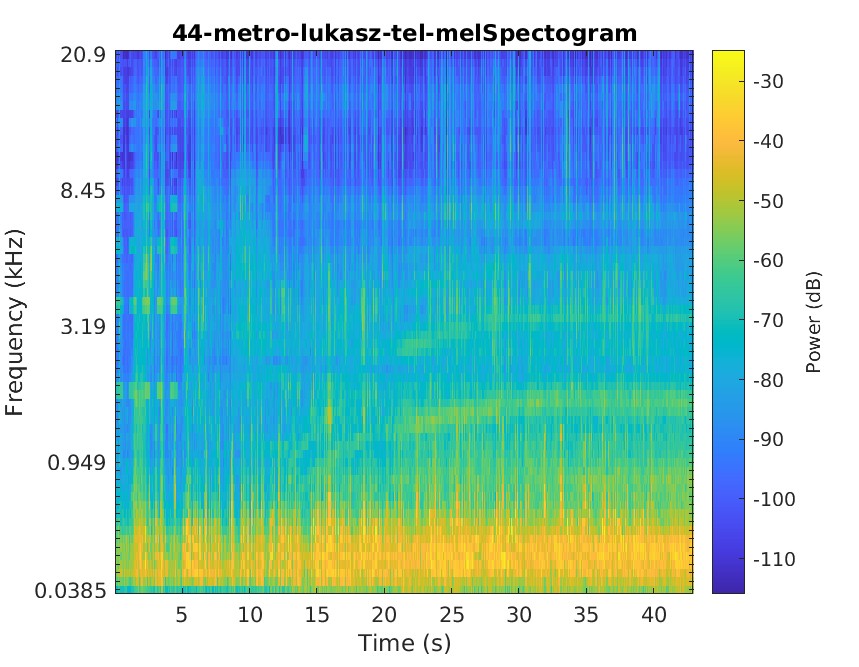 44-metro-lukasz-tel-melSpectogram
20.9
8.45
3.19
0.949
0.0385
Frequency (kHz)
5 10 15 20 25 30 35 40
Time (s)
-30
-40
-50
-60
-70
-80
-90
-100
-110
Power (dB)